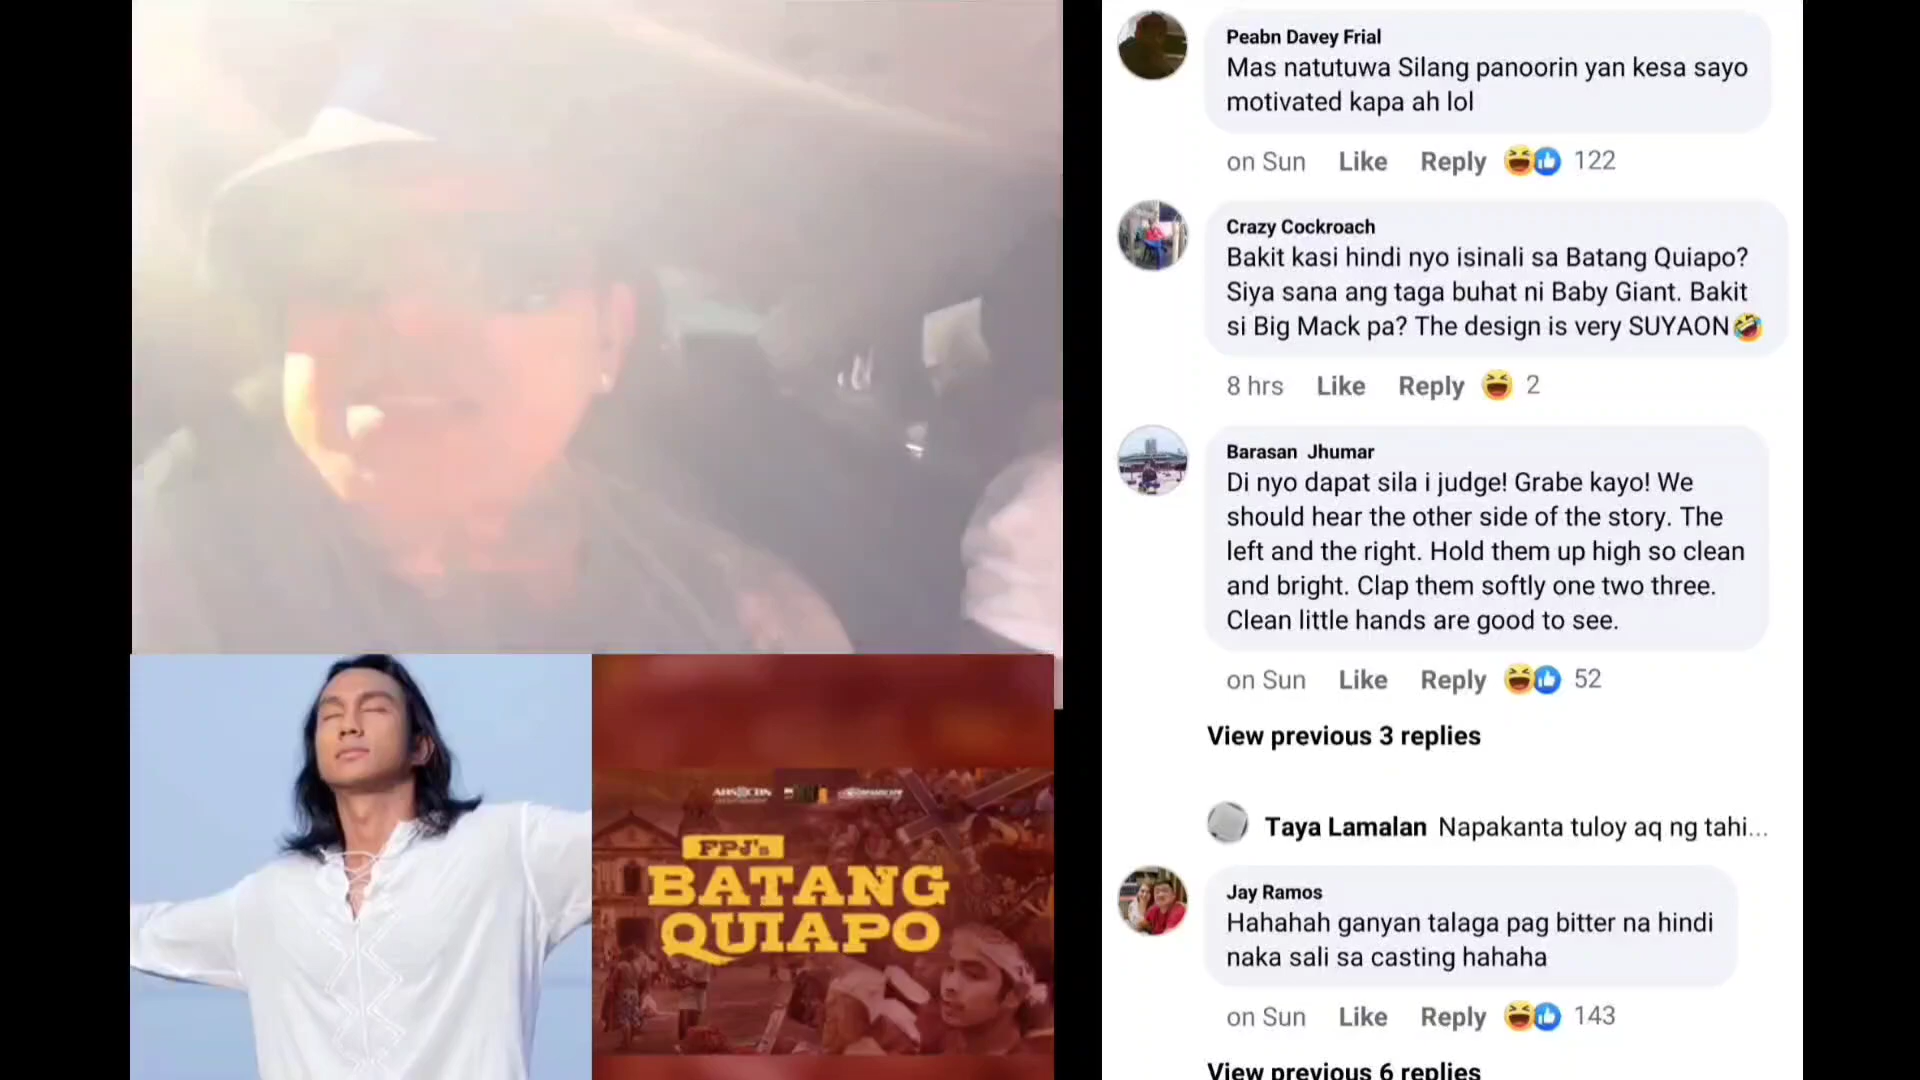 ABS CBN
FPJ's
BATANG
QUIAPO
Peabn Davey Frial
Mas natutuwa Silang panoorin yan kesa sayo
motivated kapa ah lol
on Sun Like Reply 122
Crazy Cockroach
Bakit kasi hindi nyo isinali sa Batang Quiapo?
Siya sana ang taga buhat ni Baby Giant. Bakit
si Big Mack pa? The design is very SUYAON🤣
8 hrs Like Reply 2
Barasan Jhumar
Di nyo dapat sila i judge! Grabe kayo! We
should hear the other side of the story. The
left and the right. Hold them up high so clean
and bright. Clap them softly one two three.
Clean little hands are good to see.
on Sun Like Reply 52
View previous 3 replies
Taya Lamalan Napakanta tuloy aq ng tahi...
Jay Ramos
Hahahah ganyan talaga pag bitter na hindi
naka sali sa casting hahaha
on Sun Like Reply 143
View previous 6 replies